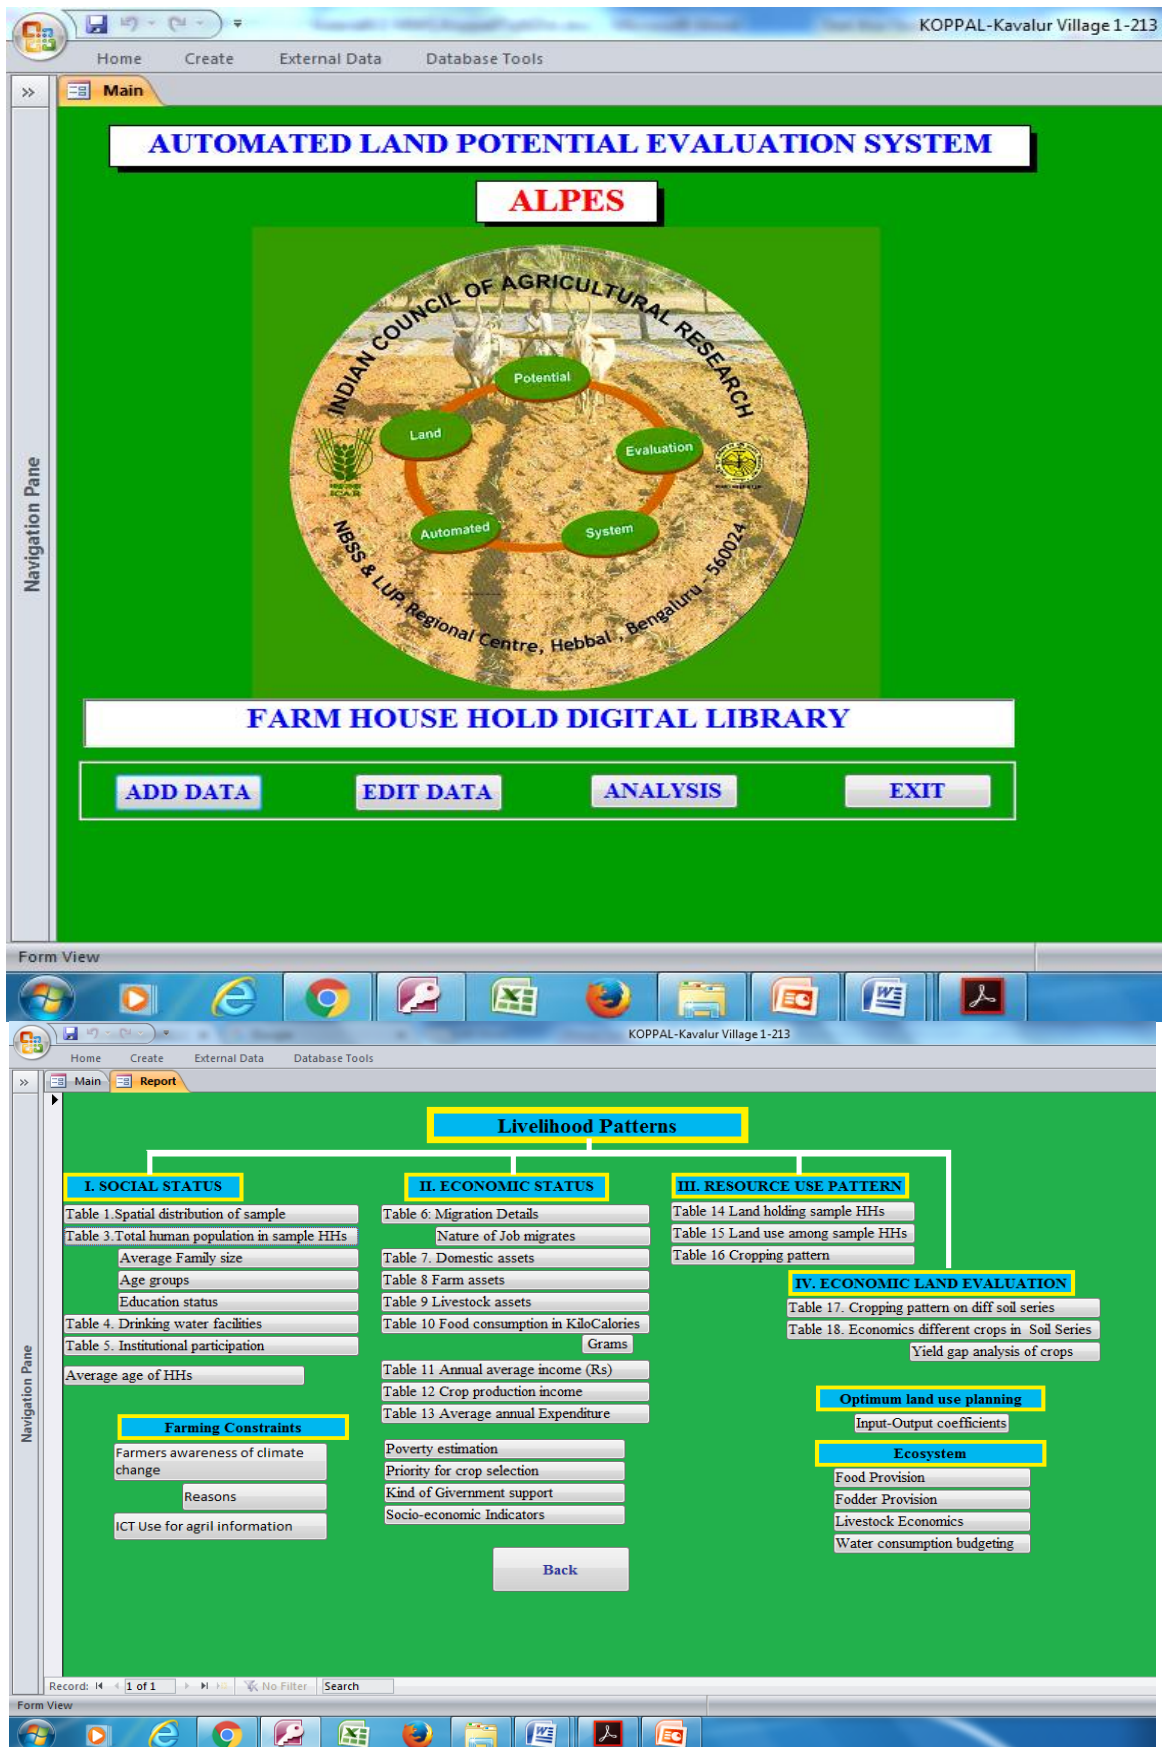 KOPPAL-Kavalur Village 1-213
Home Create External Data Database Tools
Main
Navigation Pane
AUTOMATED LAND POTENTIAL EVALUATION SYSTEM
ALPES
INDIAN COUNCIL OF AGRICULTURAL RESEARCH
Potential
Land
Evaluation
ICAR
Automated
System
NBSS & LUP, Regional Centre, Hebbal , Bengaluru - 560024
FARM HOUSE HOLD DIGITAL LIBRARY
ADD DATA EDIT DATA ANALYSIS EXIT
Form View
KOPPAL-Kavalur Village 1-213
Home Create External Data Database Tools
Main Report
Navigation Pane
Livelihood Patterns
I. SOCIAL STATUS
Table 1.Spatial distribution of sample
Table 3.Total human population in sample HHs
Average Family size
Age groups
Education status
Table 4. Drinking water facilities
Table 5. Institutional participation
Average age of HHs
Farming Constraints
Farmers awareness of climate
change
Reasons
ICT Use for agril information
II. ECONOMIC STATUS
Table 6: Migration Details
Nature of Job migrates
Table 7. Domestic assets
Table 8 Farm assets
Table 9 Livestock assets
Table 10 Food consumption in KiloCalories
Grams
Table 11 Annual average income (Rs)
Table 12 Crop production income
Table 13 Average annual Expenditure
Poverty estimation
Priority for crop selection
Kind of Givernment support
Socio-economic Indicators
Back
III. RESOURCE USE PATTERN
Table 14 Land holding sample HHs
Table 15 Land use among sample HHs
Table 16 Cropping pattern
IV. ECONOMIC LAND EVALUATION
Table 17. Cropping pattern on diff soil series
Table 18. Economics different crops in Soil Series
Yield gap analysis of crops
Optimum land use planning
Input-Output coefficients
Ecosystem
Food Provision
Fodder Provision
Livestock Economics
Water consumption budgeting
Record: 1 of 1 No Filter Search
Form View